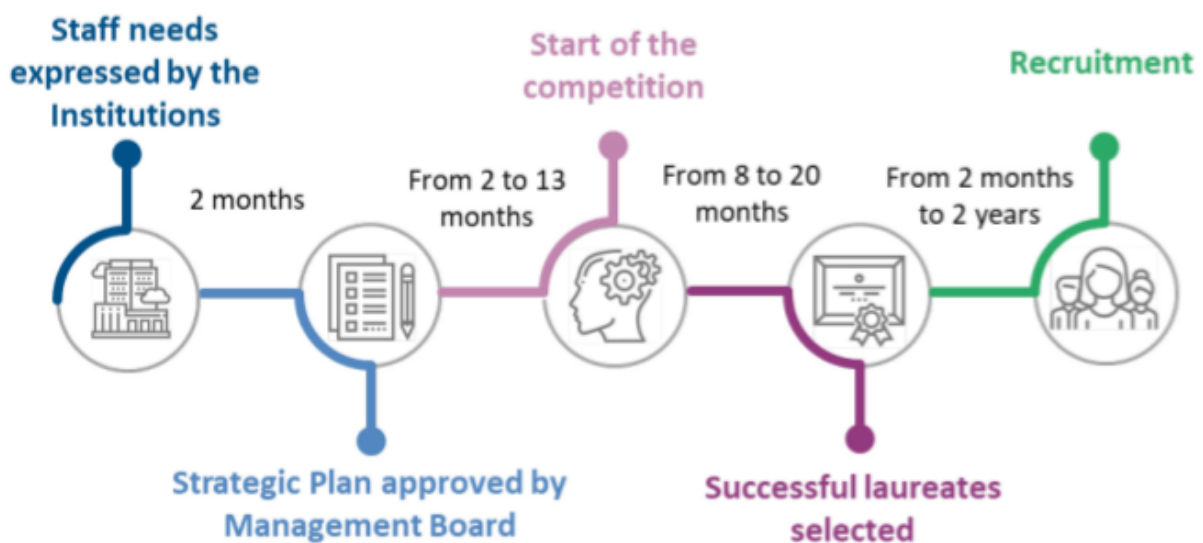 Staff needs
expressed by the
Institutions
2 months
Strategic Plan approved by
Management Board
From 2 to 13
months
Start of the
competition
From 8 to 20
months
Successful laureates
selected
From 2 months
to 2 years
Recruitment